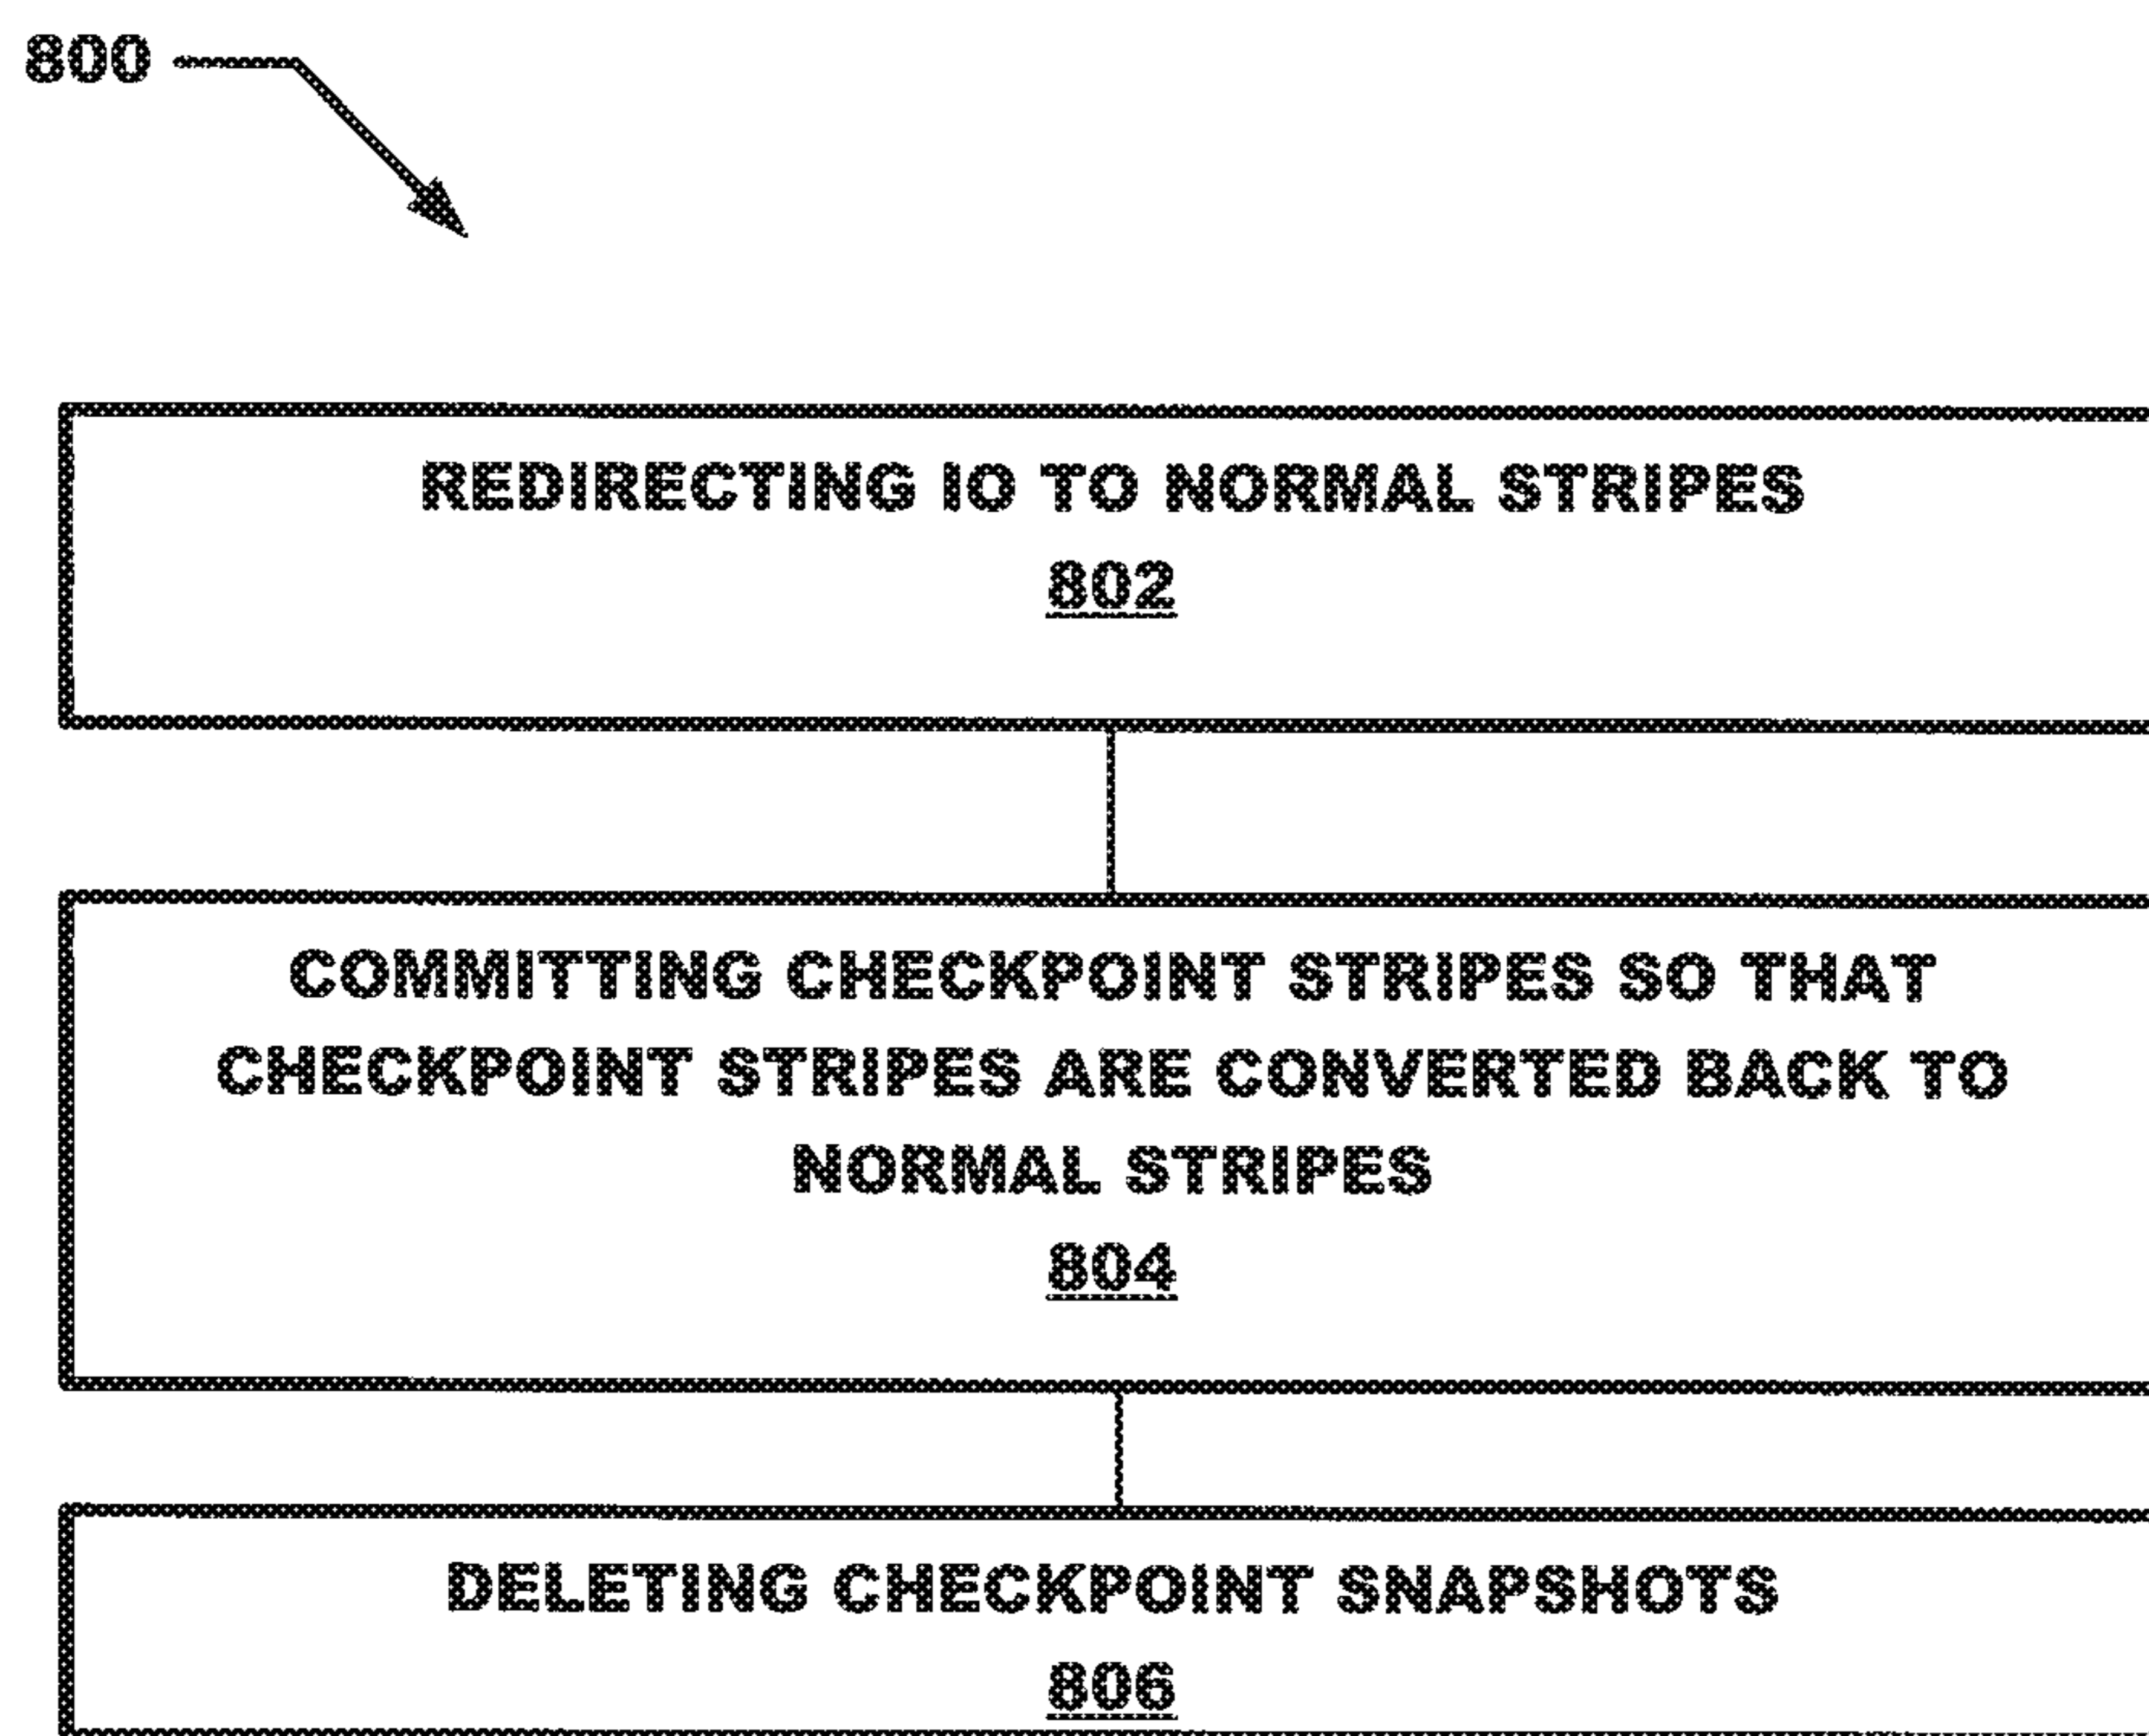 800
REDIRECTING IO TO NORMAL STRIPES
802
COMMITTING CHECKPOINT STRIPES SO THAT
CHECKPOINT STRIPES ARE CONVERTED BACK TO
NORMAL STRIPES
804
DELETING CHECKPOINT SNAPSHOTS
806